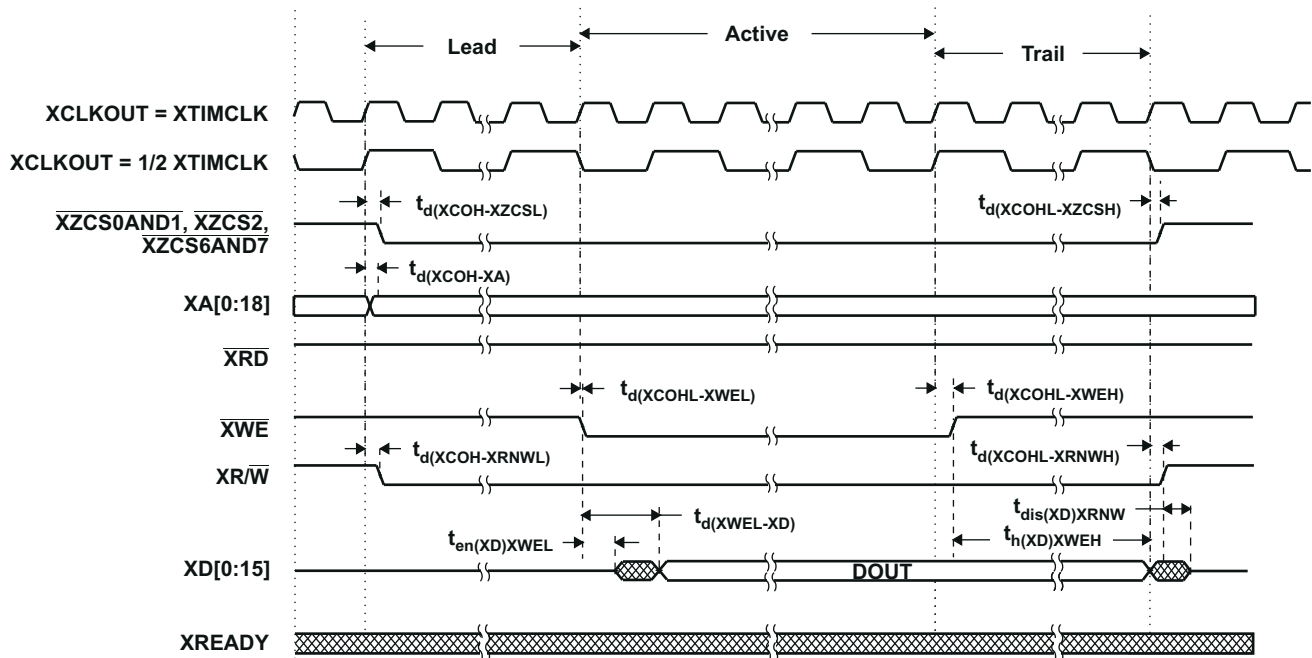 Lead
Active
Trail
XCLKOUT = XTIMCLK
XCLKOUT = 1/2 XTIMCLK
td(XCOH-XZCSL)
td(XCOHL-XZCSH)
XZCS0AND1, XZCS2,
XZCS6AND7
td(XCOH-XA)
XA[0:18]
XRD
td(XCOHL-XWEL)
td(XCOHL-XWEH)
XWE
td(XCOH-XRNWL)
td(XCOHL-XRNWH)
XR/W
td(XWEL-XD)
tdis(XD)XRNW
ten(XD)XWEL
th(XD)XWEH
XD[0:15]
DOUT
XREADY